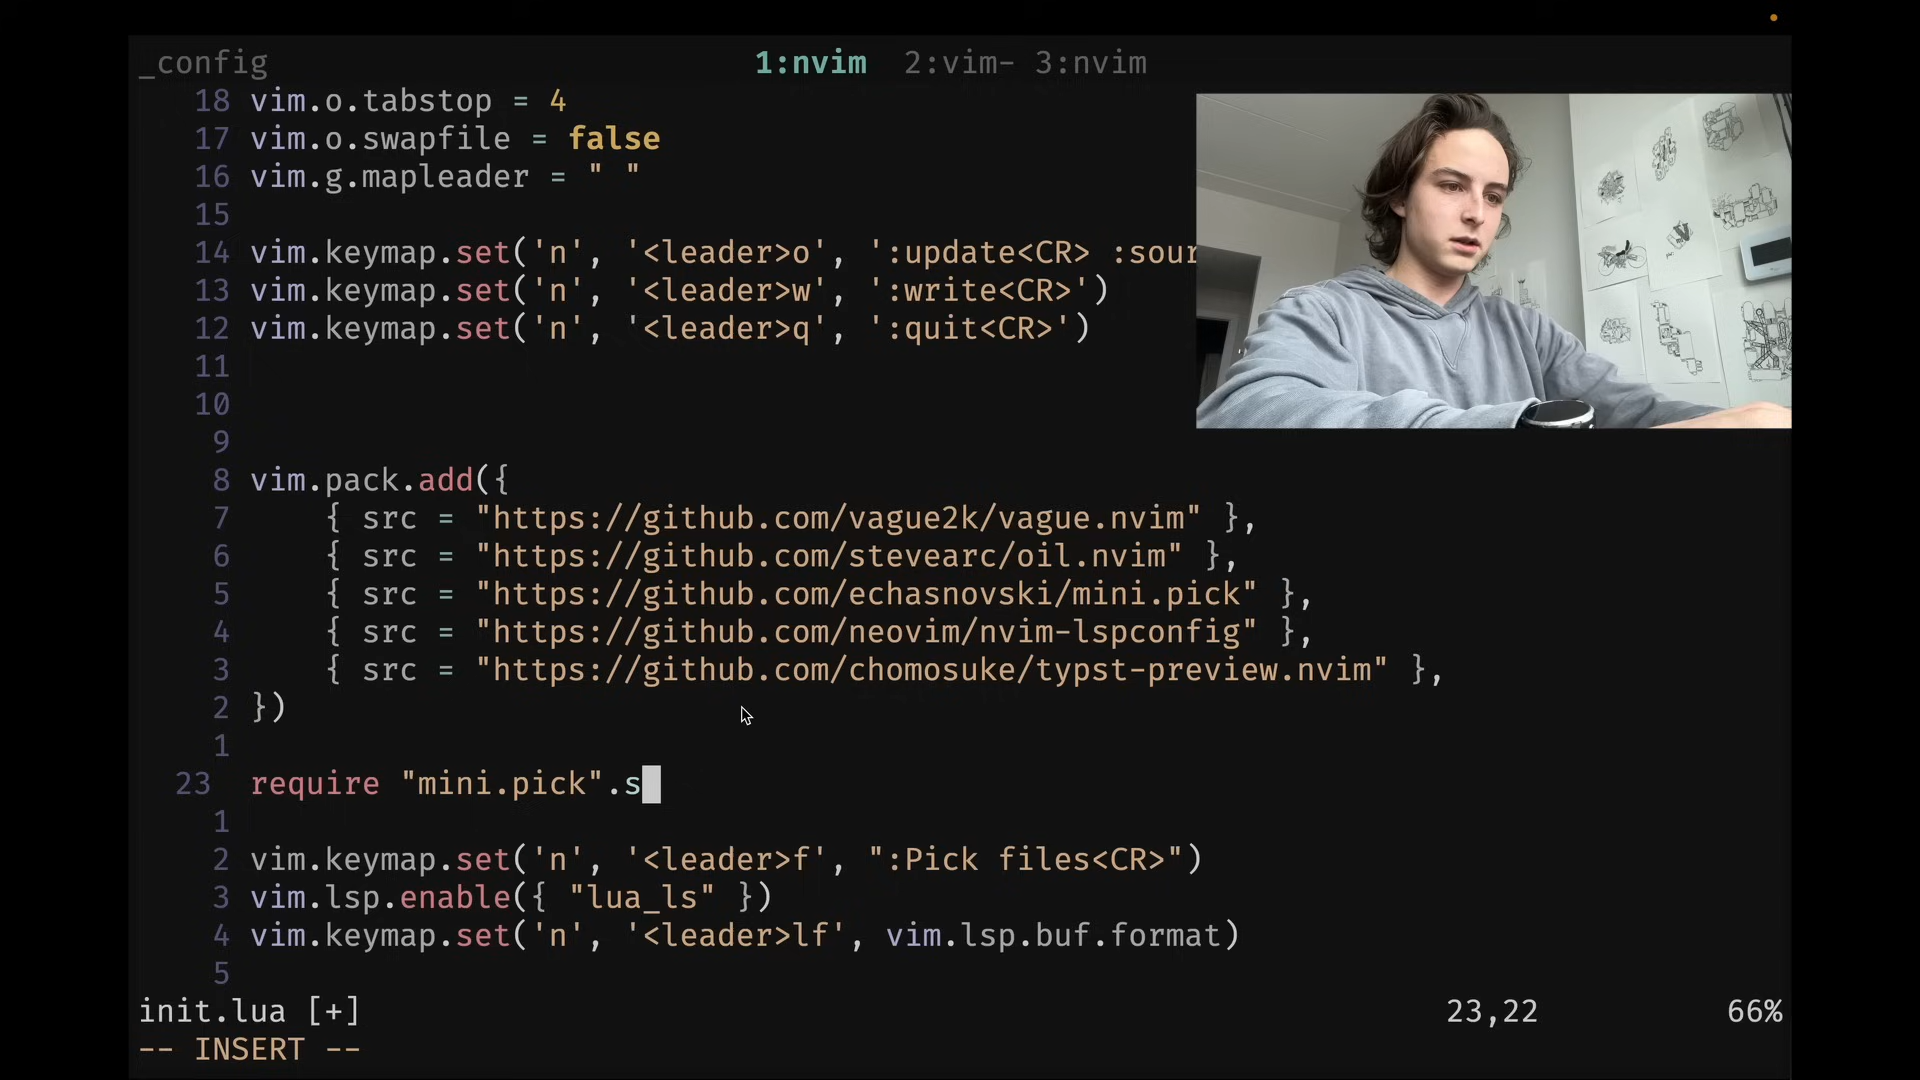 _config 1:nvim 2:vim- 3:nvim
18 vim.o.tabstop = 4
17 vim.o.swapfile = false
16 vim.g.mapleader = " "
15
14 vim.keymap.set('n', '<leader>o', ':update<CR> :sour
13 vim.keymap.set('n', '<leader>w', ':write<CR>')
12 vim.keymap.set('n', '<leader>q', ':quit<CR>')
11
10
9
8 vim.pack.add({
7 { src = "https://github.com/vague2k/vague.nvim" },
6 { src = "https://github.com/stevearc/oil.nvim" },
5 { src = "https://github.com/echasnovski/mini.pick" },
4 { src = "https://github.com/neovim/nvim-lspconfig" },
3 { src = "https://github.com/chomosuke/typst-preview.nvim" },
2 })
1
23 require "mini.pick".s
1
2 vim.keymap.set('n', '<leader>f', ":Pick files<CR>")
3 vim.lsp.enable({ "lua_ls" })
4 vim.keymap.set('n', '<leader>lf', vim.lsp.buf.format)
5
init.lua [+] 23,22 66%
-- INSERT --